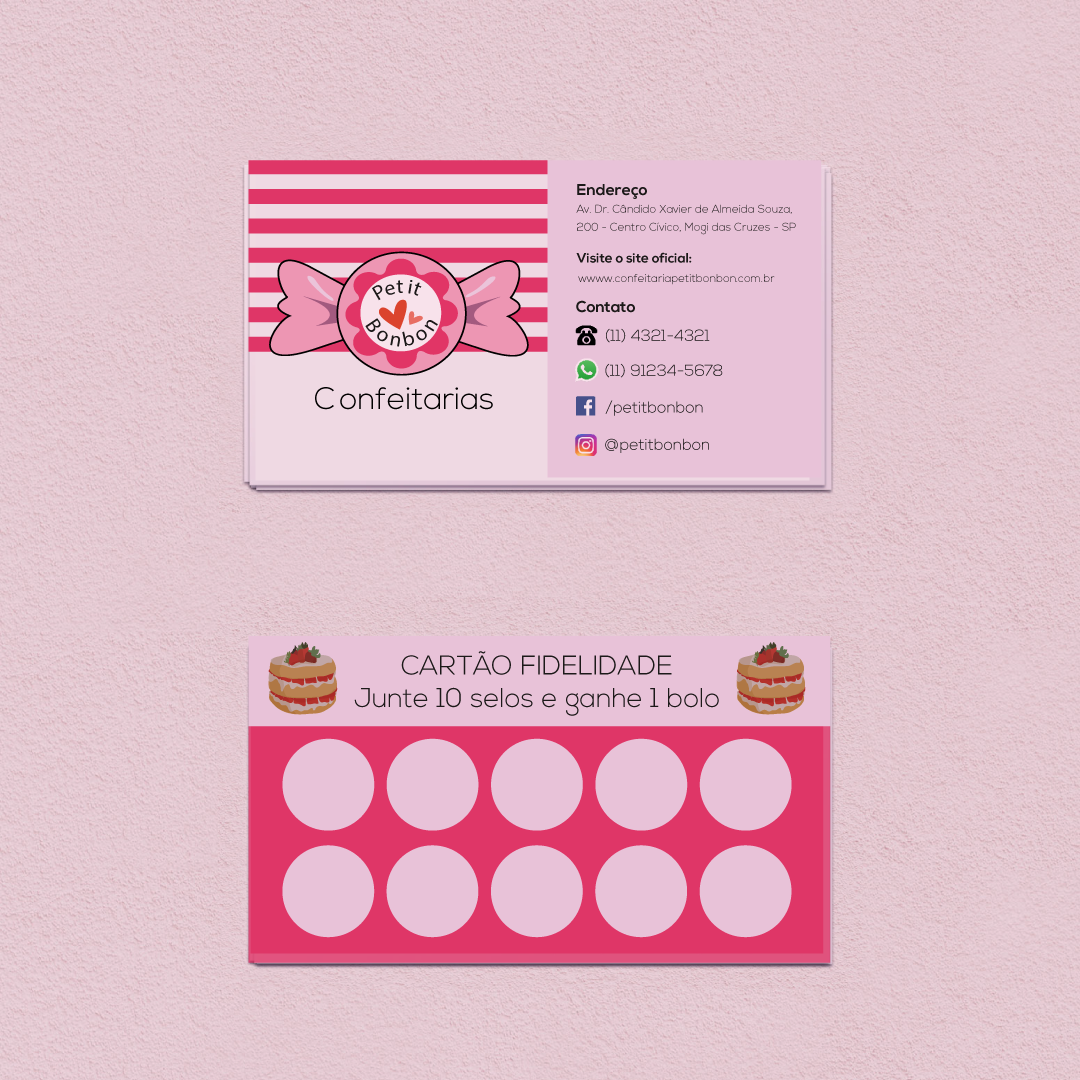 Petit
Bonbon
Confeitarias
Endereço
Av. Dr. Cândido Xavier de Almeida Souza,
200 - Centro Cívico, Mogi das Cruzes - SP
Visite o site oficial:
wwww.confeitariapetitbonbon.com.br
Contato
(11) 4321-4321
(11) 91234-5678
/petitbonbon
@petitbonbon
CARTÃO FIDELIDADE
Junte 10 selos e ganhe 1 bolo